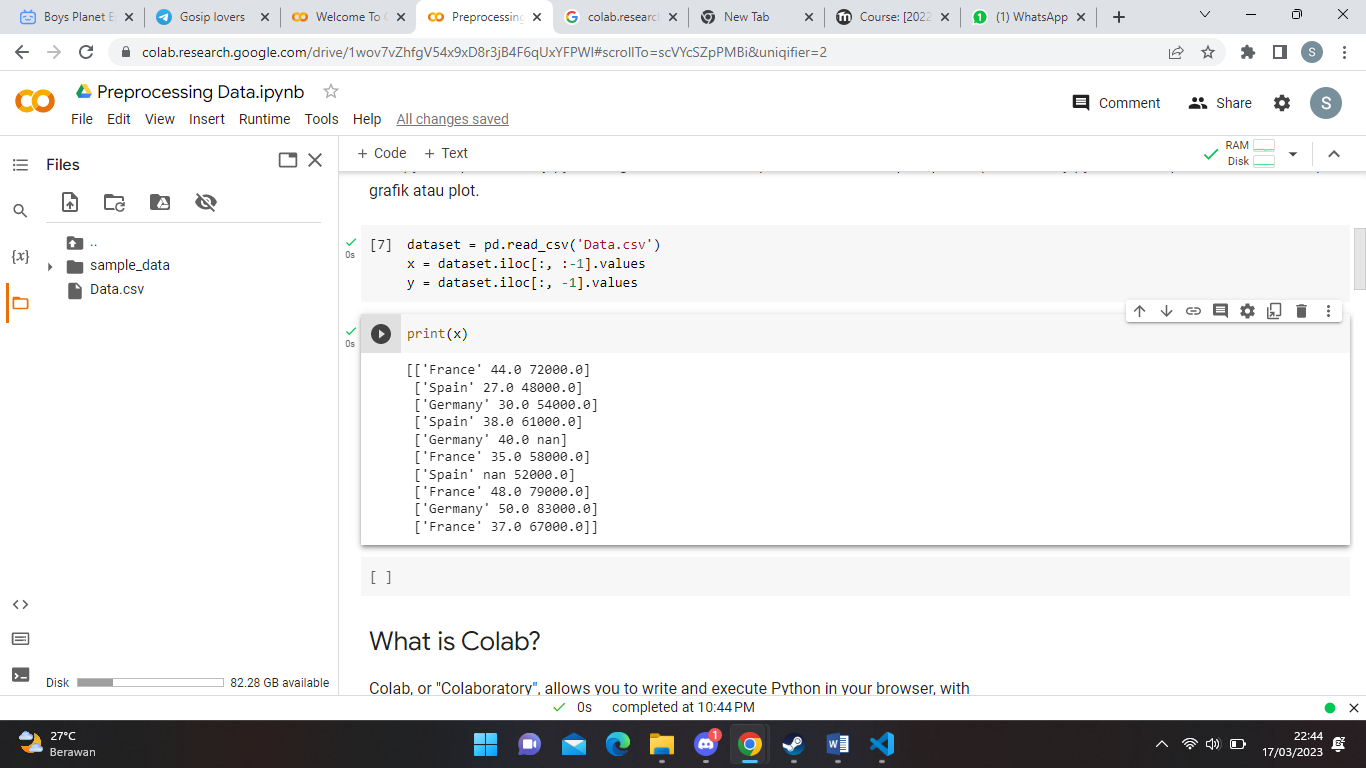 Boys Planet E
Gosip lovers
Welcome To C
Preprocessing
colab.research
New Tab
Course: [2022
(1) WhatsApp
colab.research.google.com/drive/1wov7vZhfgV54x9xD8r3jB4F6qUxYFPWl#scrollTo=scVYcSZpPMBi&uniqifier=2
S
Preprocessing Data.ipynb
File Edit View Insert Runtime Tools Help All changes saved
Comment
Share
S
Files
+ Code + Text
RAM
Disk
grafik atau plot.
..
sample_data
Data.csv
0s
[7] dataset = pd.read_csv('Data.csv')
x = dataset.iloc[:, :-1].values
y = dataset.iloc[:, -1].values
0s
print(x)
[['France' 44.0 72000.0]
['Spain' 27.0 48000.0]
['Germany' 30.0 54000.0]
['Spain' 38.0 61000.0]
['Germany' 40.0 nan]
['France' 35.0 58000.0]
['Spain' nan 52000.0]
['France' 48.0 79000.0]
['Germany' 50.0 83000.0]
['France' 37.0 67000.0]]
[ ]
What is Colab?
Colab, or "Colaboratory", allows you to write and execute Python in your browser, with
Disk 82.28 GB available
0s completed at 10:44 PM
27°C
Berawan
1
22:44
17/03/2023